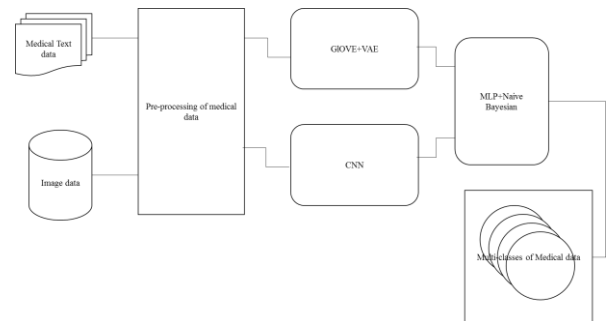 Medical Text
data
Image data
Pre-processing of medical
data
GIOVE+VAE
CNN
MLP+Naive
Bayesian
Multi-classes of Medical data